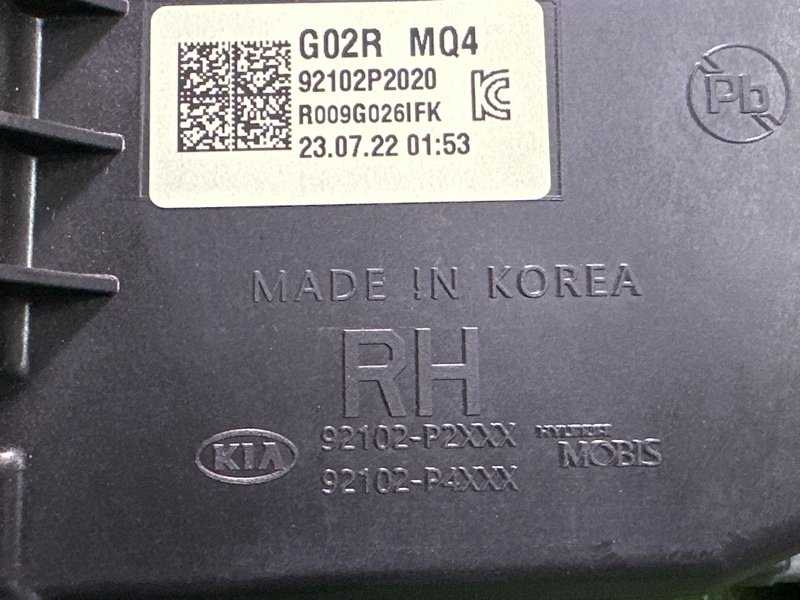 G02R MQ4
92102P2020
R009G026IFK
23.07.22 01:53
Pb
MADE IN KOREA
RH
92102-P2XXX
92102-P4XXX
KIA
HYUNDAI
MOBIS